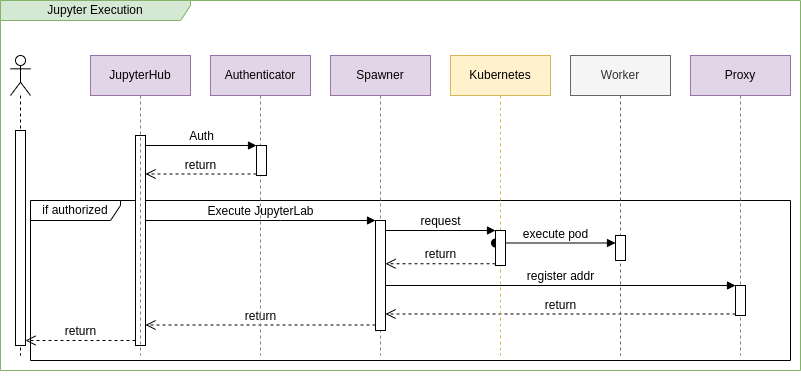 Jupyter Execution
JupyterHub
Authenticator
Spawner
Kubernetes
Worker
Proxy
Auth
return
if authorized
Execute JupyterLab
request
execute pod
return
register addr
return
return
return